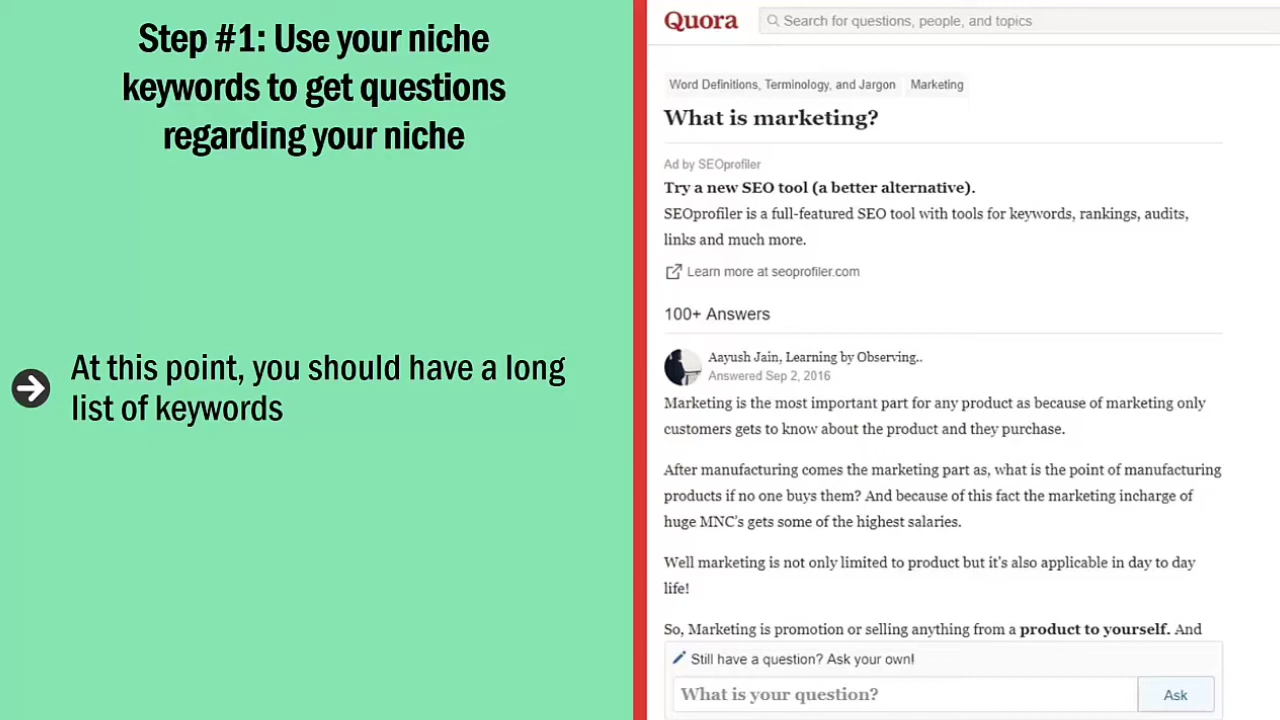 Step #1: Use your niche
keywords to get questions
regarding your niche
At this point, you should have a long
list of keywords
Quora
Search for questions, people, and topics
Word Definitions, Terminology, and Jargon Marketing
What is marketing?
Ad by SEOprofiler
Try a new SEO tool (a better alternative).
SEOprofiler is a full-featured SEO tool with tools for keywords, rankings, audits,
links and much more.
Learn more at seoprofiler.com
100+ Answers
Aayush Jain, Learning by Observing..
Answered Sep 2, 2016
Marketing is the most important part for any product as because of marketing only
customers gets to know about the product and they purchase.
After manufacturing comes the marketing part as, what is the point of manufacturing
products if no one buys them? And because of this fact the marketing incharge of
huge MNC's gets some of the highest salaries.
Well marketing is not only limited to product but it's also applicable in day to day
life!
So, Marketing is promotion or selling anything from a product to yourself. And
Still have a question? Ask your own!
What is your question?
Ask